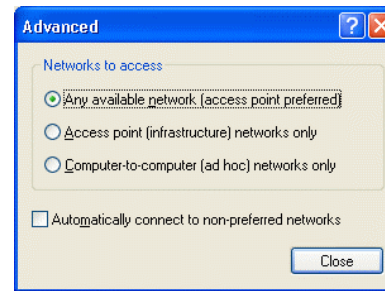 Advanced
Networks to access
Any available network (access point preferred)
Access point (infrastructure) networks only
Computer-to-computer (ad hoc) networks only
Automatically connect to non-preferred networks
Close